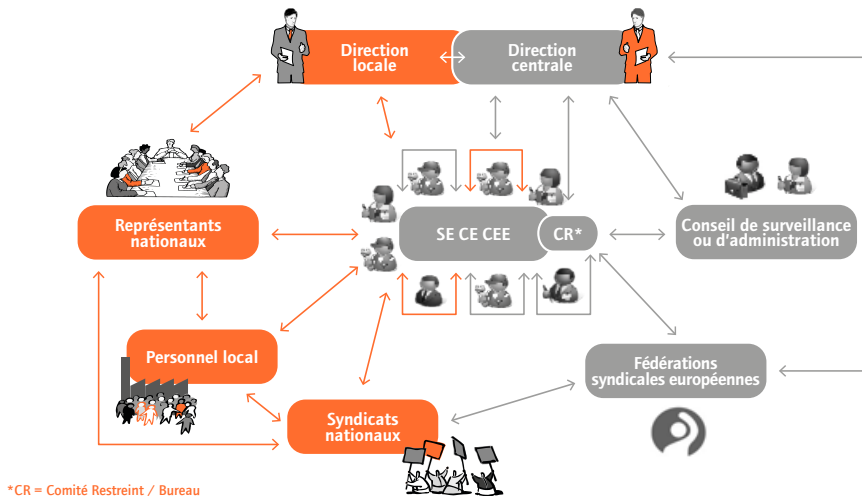 Direction
locale
Direction
centrale
Représentants
nationaux
SE CE CEE
CR*
Conseil de surveillance
ou d'administration
Personnel local
Fédérations
syndicales européennes
Syndicats
nationaux
*CR = Comité Restreint / Bureau